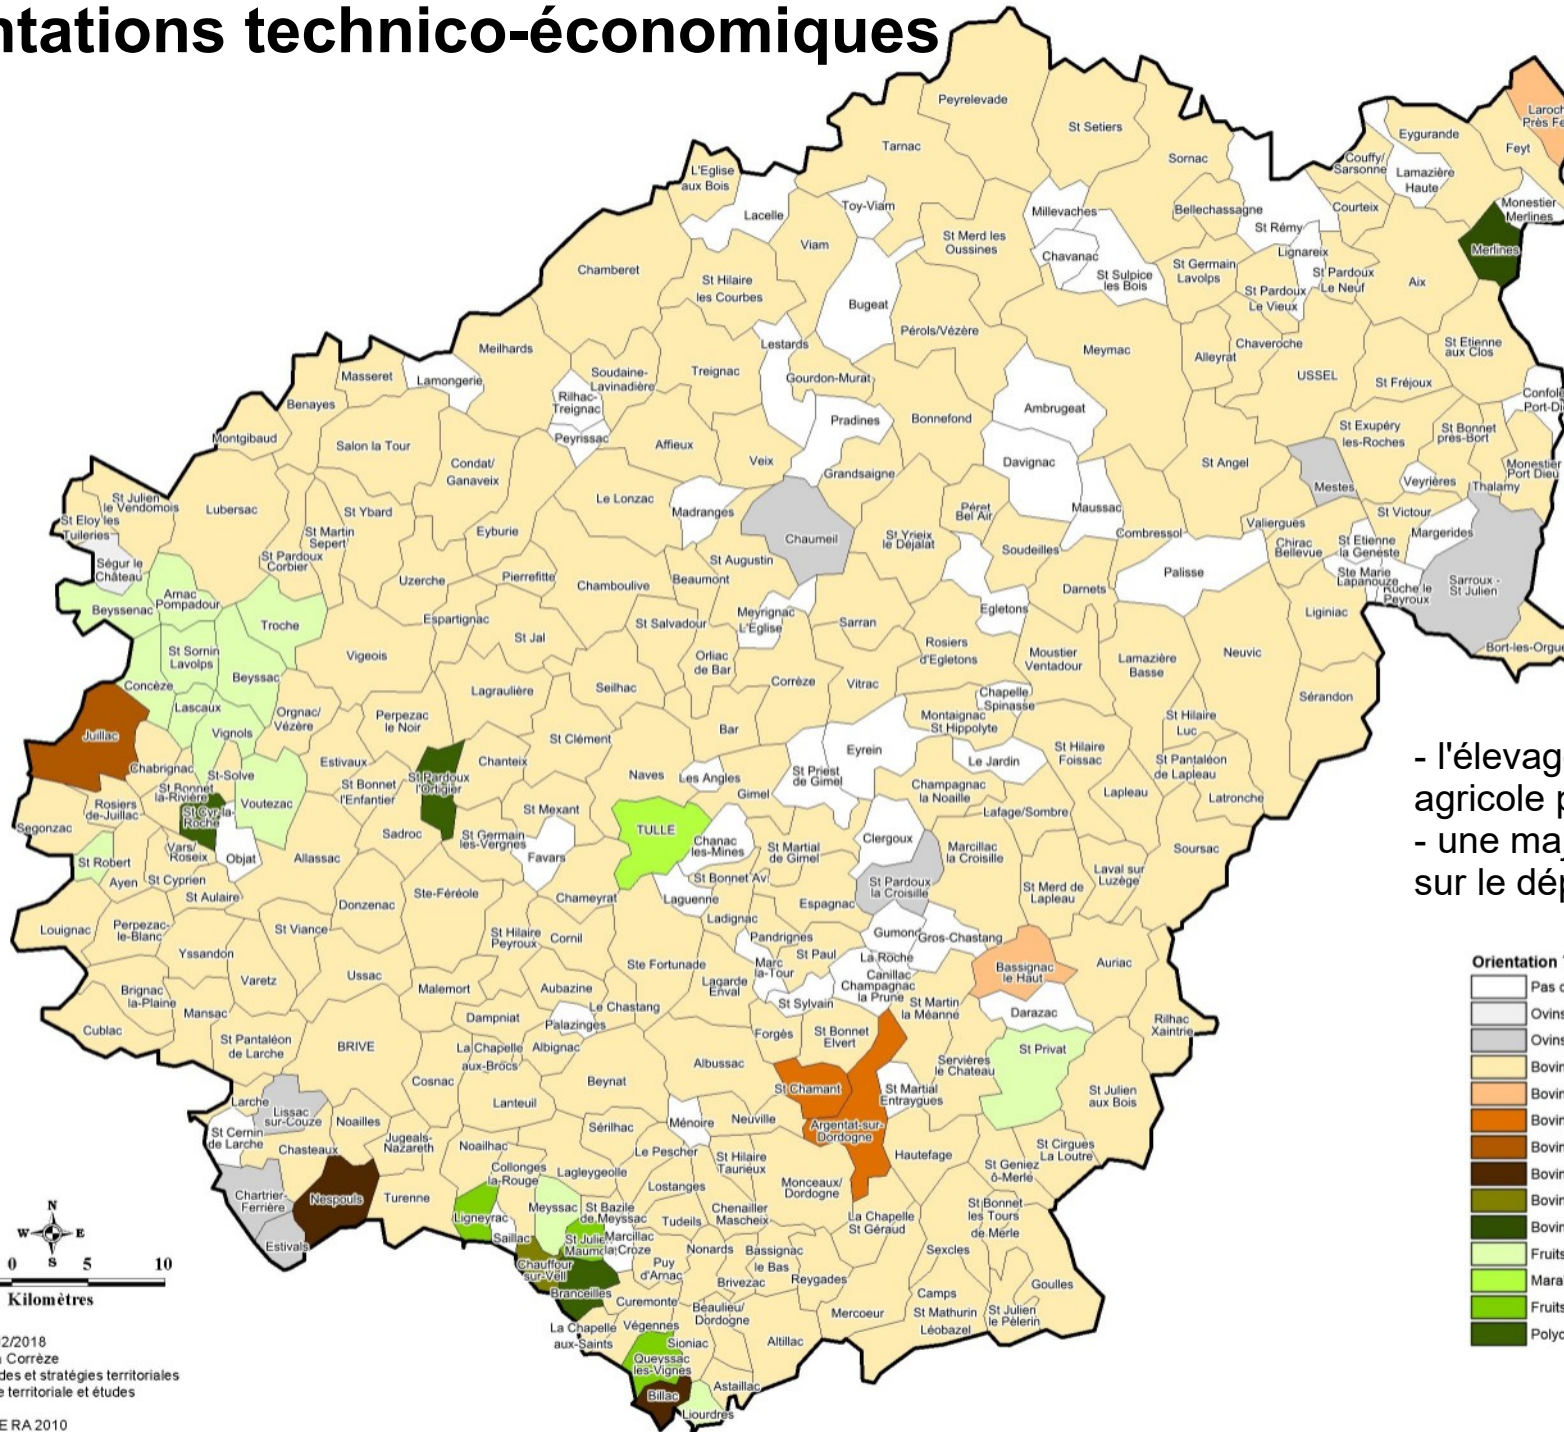 ntations technico-économiques
Peyrelevade
St Setiers
Tarnac
Sornac
Eygurande
Feyt
Laroch
Près Fe
Couffy/
Sarsonne
Lamazière
Haute
L'Eglise
aux Bois
Lacelle
Toy-Viam
Millevaches
Bellechassagne
Courteix
Monestier
Merlines
Merlines
St Rémy
Viam
St Merd les
Oussines
Chavanac
St Sulpice
les Bois
St Germain
Lavolps
Lignareix
St Pardoux
Le Neuf
St Pardoux
Le Vieux
Aix
Chamberet
St Hilaire
les Courbes
Bugeat
Pérols/Vézère
Meymac
Alleyrat
Chaveroche
St Etienne
aux Clos
Lestards
Meilhards
Masseret
Lamongerie
Soudaine-
Lavinadière
Treignac
Gourdon-Murat
USSEL
St Fréjoux
Confole
Port-Di
Benayes
Rilhac-
Treignac
Peyrissac
Pradines
Bonnefond
Ambrugeat
St Exupéry
les-Roches
St Bonnet
près-Bort
Montgibaud
Salon la Tour
Condat/
Ganaveix
Affieux
Veix
Grandsaigne
Davignac
St Angel
Mestes
Veyrières
Monestier
Port Dieu
Thalamy
St Julien
le Vendomois
Lubersac
St Ybard
Le Lonzac
Madranges
Chaumeil
Péret
Bel Air
Maussac
Combressol
Valiergues
St Victour
Margerides
St Eloy les
Tuileries
St Martin
Sepert
Eyburie
St Yrieix
le Déjalat
Soudeilles
Chirac
Bellevue
St Etienne
la Geneste
Ségur le
Château
St Pardoux
Corbier
Uzerche
Pierrefitte
Chamboulive
St Augustin
Beaumont
Darnets
Palisse
Ste Marie
Lapanouze
Roche le
Peyroux
Sarroux -
St Julien
Beyssenac
Arnac
Pompadour
Troche
Espartignac
St Jal
St Salvadour
Meyrignac
L'Eglise
Sarran
Egletons
Liginiac
Bort-les-Orgue
St Sornin
Lavolps
Vigeois
Orliac
de Bar
Rosiers
d'Egletons
Moustier
Ventadour
Lamazière
Basse
Neuvic
Concèze
Beyssac
Lagraulière
Seilhac
Corrèze
Vitrac
Chapelle
Spinasse
Sérandon
Lascaux
Vignols
Orgnac/
Vézère
Perpezac
le Noir
Bar
Montaignac
St Hippolyte
St Hilaire
Luc
Juillac
Estivaux
St Clément
Chanteix
Eyrein
Le Jardin
St Hilaire
Foissac
St Pantaléon
de Lapleau
Chabrignac
St-Solve
Voutezac
St Bonnet
l'Enfantier
St Pardoux
l'Ortigier
Naves
Les Angles
Gimel
St Priest
de Gimel
Champagnac
la Noaille
Lapleau
Latronche
St Bonnet
la-Rivière
Rosiers
de-Juillac
St Cyr-la-
Roche
Segonzac
Sadroc
St Mexant
TULLE
Lafage/Sombre
Vars/
Roseix
Objat
Allassac
St Germain
les-Vergnes
Favars
Chanac
les-Mines
St Martial
de Gimel
Clergoux
Marcillac
la Croisille
Soursac
St Robert
Ayen
St Cyprien
St Aulaire
Ste-Féréole
Chameyrat
St Bonnet Av.
Laguenne
Espagnac
St Pardoux
la Croisille
St Merd de
Lapleau
Laval sur
Luzège
Louignac
Perpezac-
le-Blanc
Donzenac
St Viance
St Hilaire
Peyroux
Cornil
Ladignac
Pandrignes
St Paul
Gumond
Gros-Chastang
Yssandon
Varetz
Ussac
Malemort
Aubazine
Ste Fortunade
Lagarde
Enval
Marc
la-Tour
La Roche
Canillac
Bassignac
le Haut
Auriac
Brignac
la-Plaine
Mansac
Le Chastang
St Sylvain
Champagnac
la Prune
St Martin
la Méanne
Darazac
Rilhac
Xaintrie
Cublac
St Pantaléon
de Larche
BRIVE
Dampniat
Palazinges
Forgès
St Bonnet
Elvert
St Privat
La Chapelle
aux-Brocs
Albignac
Albussac
Servières
le Chateau
Cosnac
Lanteuil
Beynat
St Chamant
St Martial
Entraygues
St Julien
aux Bois
Larche
Lissac
sur-Couze
Noailles
Ménoire
Neuville
Argentat-sur-
Dordogne
St Cernin
de Larche
Chasteaux
Jugeals-
Nazareth
Noailhac
Sérilhac
Le Pescher
St Hilaire
Taurieux
Hautefage
St Cirgues
La Loutre
Collonges
la-Rouge
Lagleygeolle
St Geniez
ô-Merle
Chartrier-
Ferrière
Nespouls
Turenne
Lostanges
Monceaux/
Dordogne
Ligneyrac
Meyssac
St Bazile
de Meyssac
Tudeils
Chenailler
Mascheix
La Chapelle
St Géraud
St Bonnet
les Tours
de Merle
Estivals
Saillac
St Julien
Maumont
Marcillac
la Croze
Nonards
Bassignac
le Bas
Sexcles
Chauffour
sur-Vell
Branceilles
Puy
d'Arnac
Brivezac
Reygades
Goulles
Curemonte
Beaulieu/
Dordogne
Mercoeur
Camps
St Mathurin
Léobazel
St Julien
le Pèlerin
La Chapelle
aux-Saints
Végennes
Sioniac
Altillac
Queyssac
les-Vignes
Billac
Astaillac
Liourdres
- l'élevag
agricole p
- une maj
sur le dép
Orientation
Pas d
Ovins
Ovins
Bovin
Bovin
Bovin
Bovin
Bovin
Bovin
Bovin
Fruits
Mara
Fruits
Polyc
N
W E
S
0 5 10
Kilomètres
02/2018
a Corrèze
des et stratégies territoriales
e territoriale et études
E RA 2010